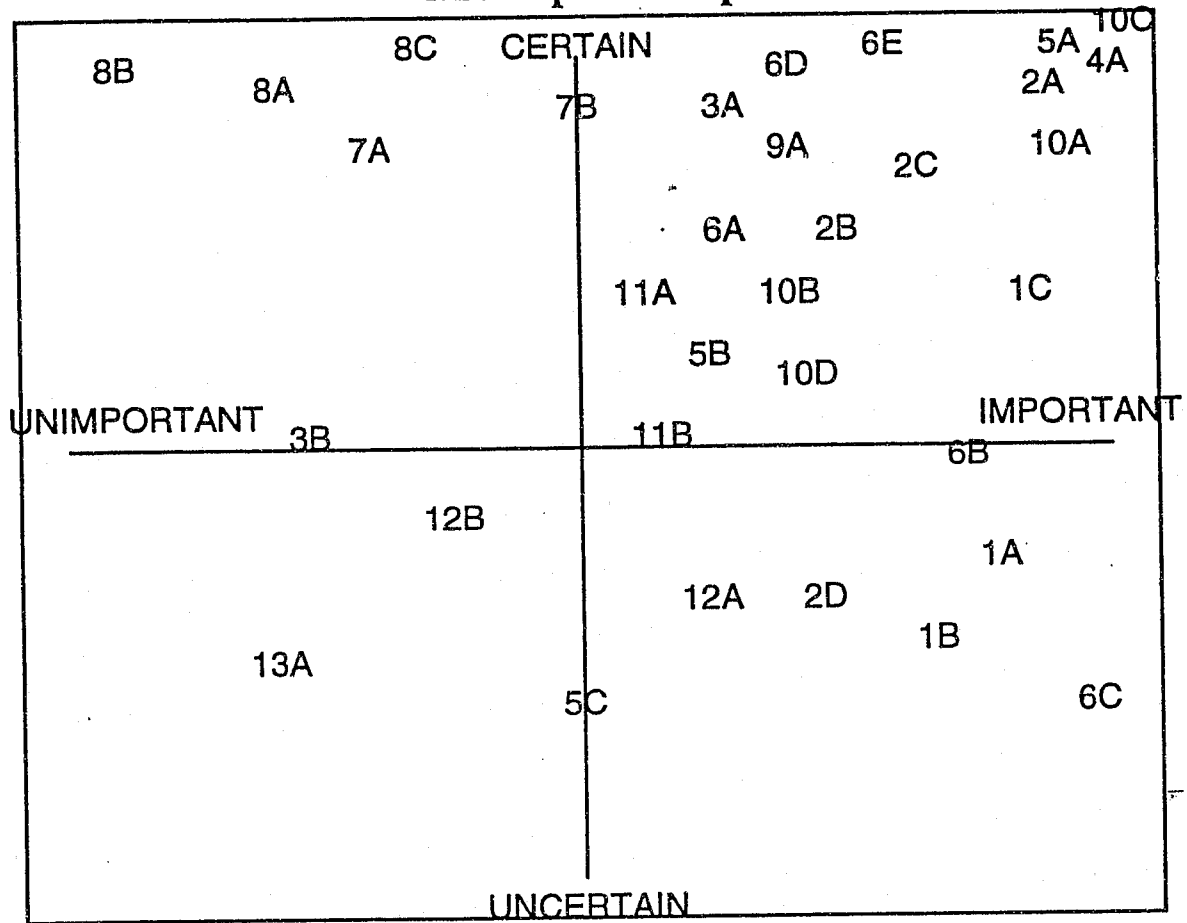 10C
8C CERTAIN 6E 5A
8B 6D 4A
8A 7B 3A 2A
7A 9A 2C 10A
6A 2B
11A 10B 1C
5B 10D
UNIMPORTANT IMPORTANT
3B 11B 6B
12B
1A
12A 2D
1B
13A
5C 6C
UNCERTAIN